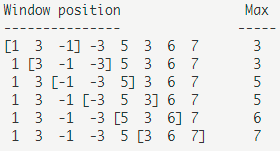 Window position                Max
---------------               -----
[1  3  -1] -3  5  3  6  7       3
 1 [3  -1  -3] 5  3  6  7       3
 1  3 [-1  -3  5] 3  6  7       5
 1  3  -1 [-3  5  3] 6  7       5
 1  3  -1  -3 [5  3  6] 7       6
 1  3  -1  -3  5 [3  6  7]      7